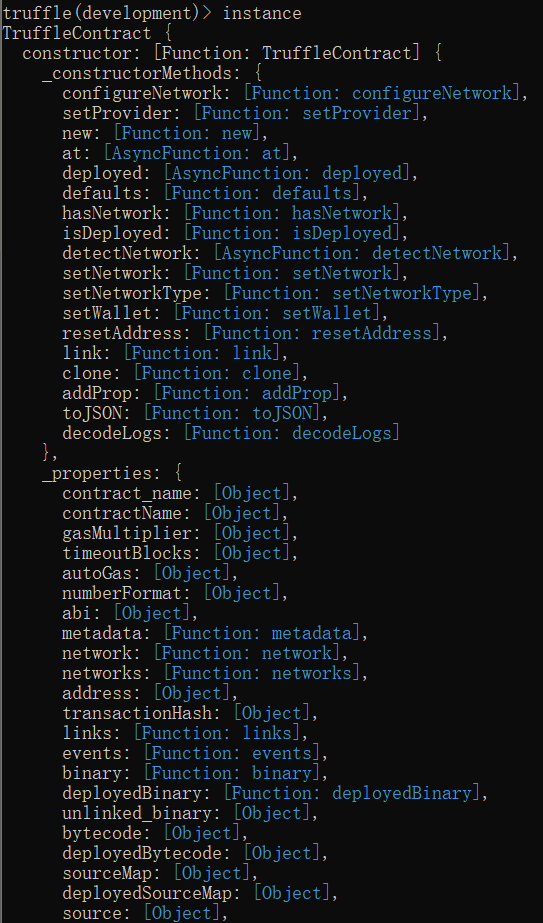 truffle(development)> instance
TruffleContract {
  constructor: [Function: TruffleContract] {
    _constructorMethods: {
      configureNetwork: [Function: configureNetwork],
      setProvider: [Function: setProvider],
      new: [Function: new],
      at: [AsyncFunction: at],
      deployed: [AsyncFunction: deployed],
      defaults: [Function: defaults],
      hasNetwork: [Function: hasNetwork],
      isDeployed: [Function: isDeployed],
      detectNetwork: [AsyncFunction: detectNetwork],
      setNetwork: [Function: setNetwork],
      setNetworkType: [Function: setNetworkType],
      setWallet: [Function: setWallet],
      resetAddress: [Function: resetAddress],
      link: [Function: link],
      clone: [Function: clone],
      addProp: [Function: addProp],
      toJSON: [Function: toJSON],
      decodeLogs: [Function: decodeLogs]
    },
    _properties: {
      contract_name: [Object],
      contractName: [Object],
      gasMultiplier: [Object],
      timeoutBlocks: [Object],
      autoGas: [Object],
      numberFormat: [Object],
      abi: [Object],
      metadata: [Function: metadata],
      network: [Function: network],
      networks: [Function: networks],
      address: [Object],
      transactionHash: [Object],
      links: [Function: links],
      events: [Function: events],
      binary: [Function: binary],
      deployedBinary: [Function: deployedBinary],
      unlinked_binary: [Object],
      bytecode: [Object],
      deployedBytecode: [Object],
      sourceMap: [Object],
      deployedSourceMap: [Object],
      source: [Object],